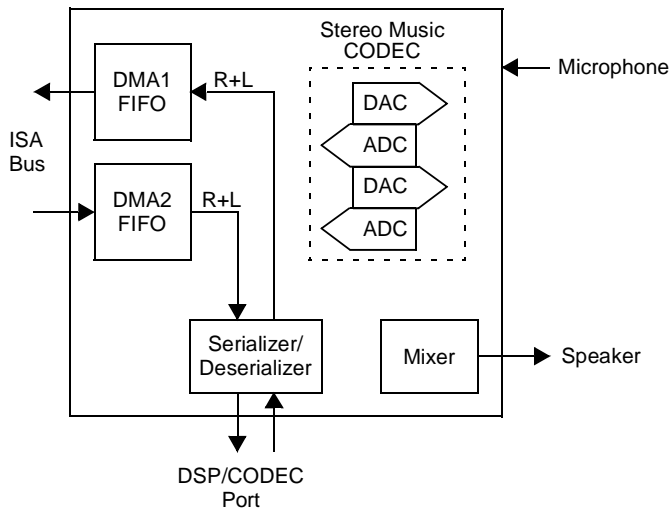 Stereo Music
CODEC
DMA1
FIFO
R+L
DAC
ADC
DAC
ADC
Microphone
ISA
Bus
DMA2
FIFO
R+L
Serializer/
Deserializer
Mixer
Speaker
DSP/CODEC
Port